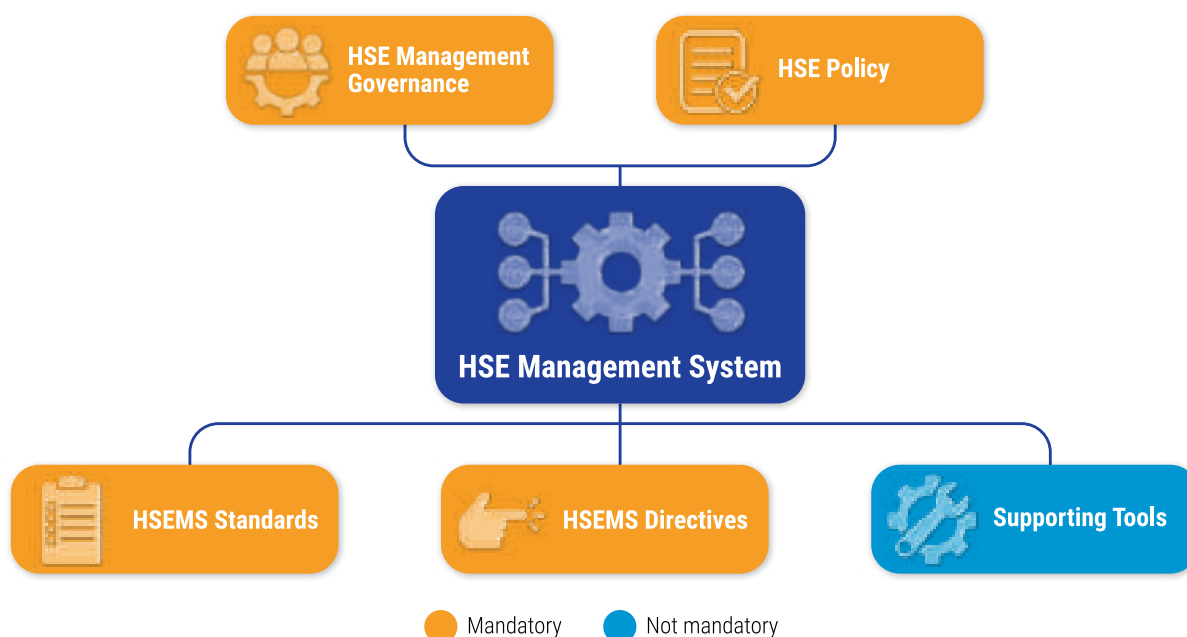 HSE Management
Governance
HSE Policy
HSE Management System
HSEMS Standards
HSEMS Directives
Supporting Tools
Mandatory
Not mandatory